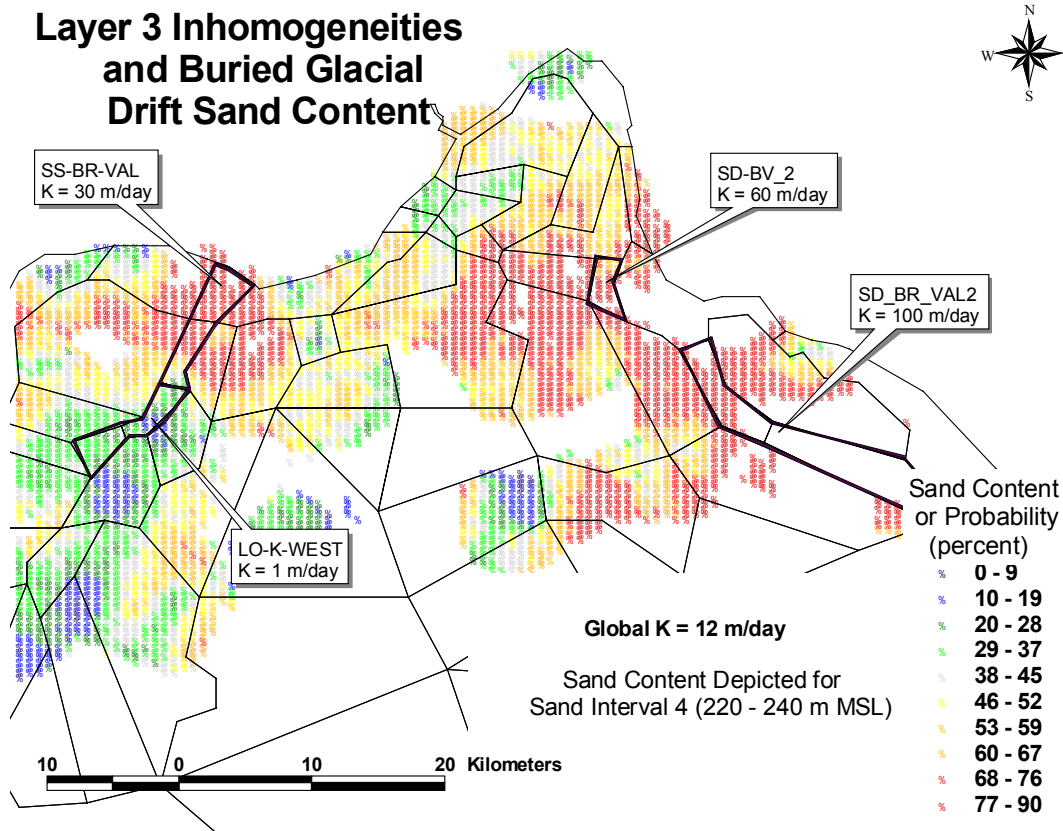 Layer 3 Inhomogeneities
and Buried Glacial
Drift Sand Content
N
W
E
S
SS-BR-VAL
K = 30 m/day
SD-BV_2
K = 60 m/day
SD_BR_VAL2
K = 100 m/day
LO-K-WEST
K = 1 m/day
Global K = 12 m/day
Sand Content Depicted for
Sand Interval 4 (220 - 240 m MSL)
Sand Content
or Probability
(percent)
% 0 - 9
% 10 - 19
% 20 - 28
% 29 - 37
% 38 - 45
% 46 - 52
% 53 - 59
% 60 - 67
% 68 - 76
% 77 - 90
10 0 10 20 Kilometers